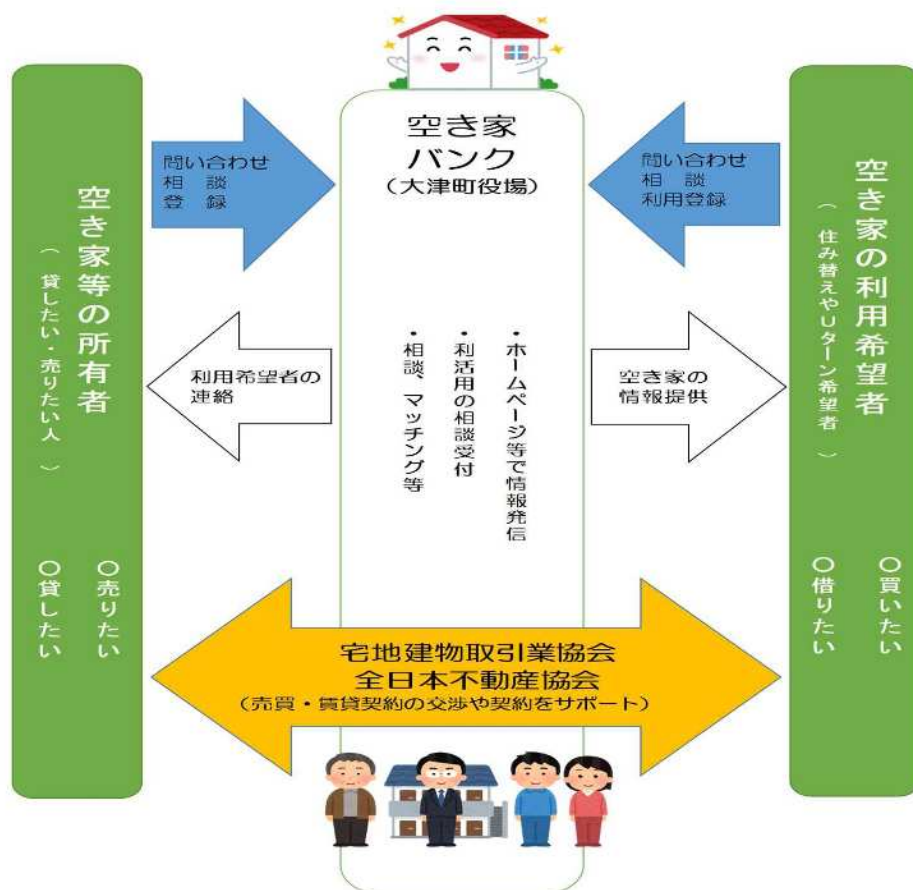 空き家
バンク
（大津町役場）
問い合わせ
相　談
登　録
問い合わせ
相　談
利用登録
空き家等の所有者
（　貸したい・売りたい人　）
〇売りたい
〇貸したい
空き家の利用希望者
（　住み替えやUターン希望者　）
〇買いたい
〇借りたい
利用希望者の
連絡
・ホームページ等で情報発信
・利活用の相談受付
・相談、マッチング等
空き家の
情報提供
宅地建物取引業協会
全日本不動産協会
（売買・賃貸契約の交渉や契約をサポート）